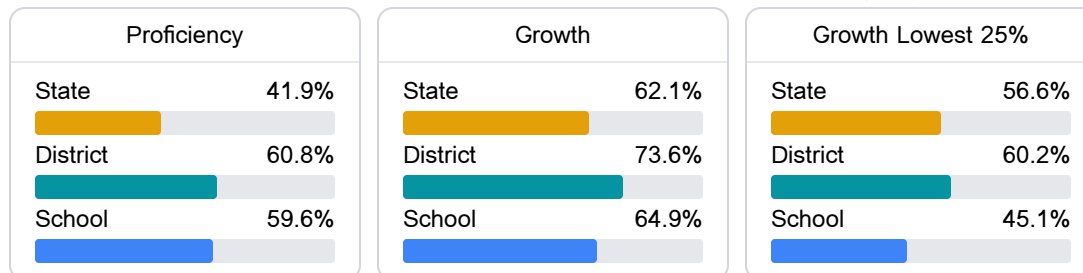 Proficiency
State 41.9%
District 60.8%
School 59.6%
Growth
State 62.1%
District 73.6%
School 64.9%
Growth Lowest 25%
State 56.6%
District 60.2%
School 45.1%